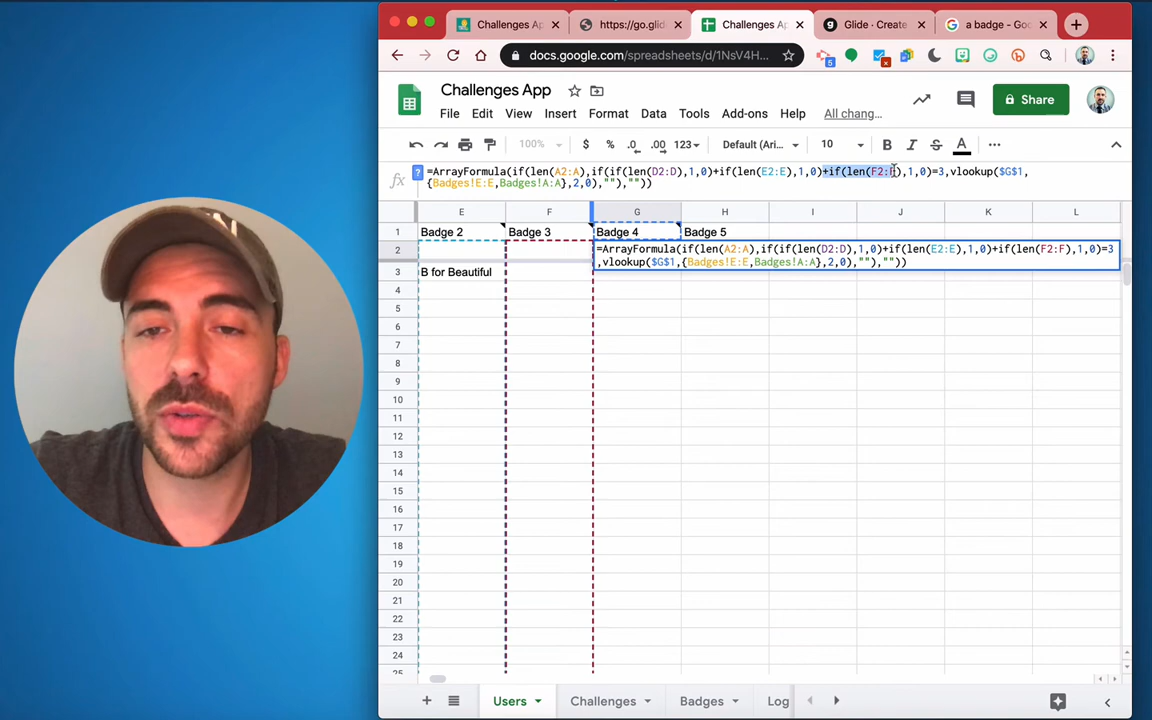 Challenges Ap
https://go.glid
Challenges Ap
Glide - Create
a badge - Goo
docs.google.com/spreadsheets/d/1NsV4H...
5
Challenges App
Share
File Edit View Insert Format Data Tools Add-ons Help All chang...
100% $ % .0 .00 123 Default (Ari... 10 B I S A
fx ? =ArrayFormula(if(len(A2:A),if(if(len(D2:D),1,0)+if(len(E2:E),1,0)+if(len(F2:F),1,0)=3,vlookup($G$1,
{Badges!E:E,Badges!A:A},2,0),""),""))
E F G H I J K L
1 Badge 2 Badge 3 Badge 4 Badge 5
2 =ArrayFormula(if(len(A2:A),if(if(len(D2:D),1,0)+if(len(E2:E),1,0)+if(len(F2:F),1,0)=3
,vlookup($G$1,{Badges!E:E,Badges!A:A},2,0),""),""))
3 B for Beautiful
4
5
6
7
8
9
10
11
12
13
14
15
16
17
18
19
20
21
22
23
24
25
Users Challenges Badges Log